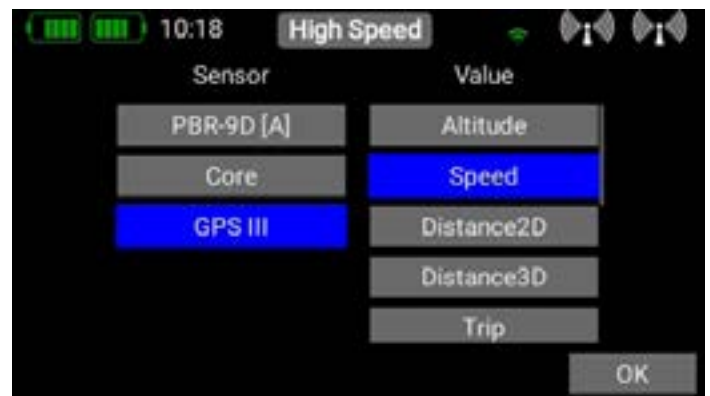 10:18 High Speed
Sensor Value
PBR-9D [A] Altitude
Core Speed
GPS III Distance2D
Distance3D
Trip
OK